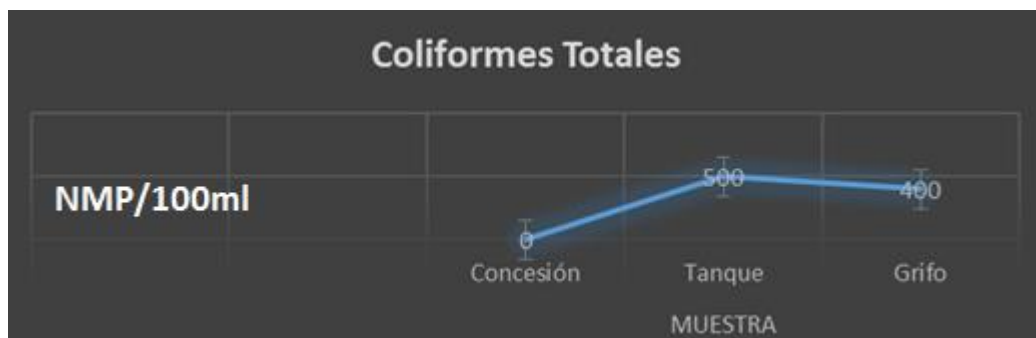 Coliformes Totales
NMP/100ml
500
400
0
Concesión Tanque Grifo
MUESTRA